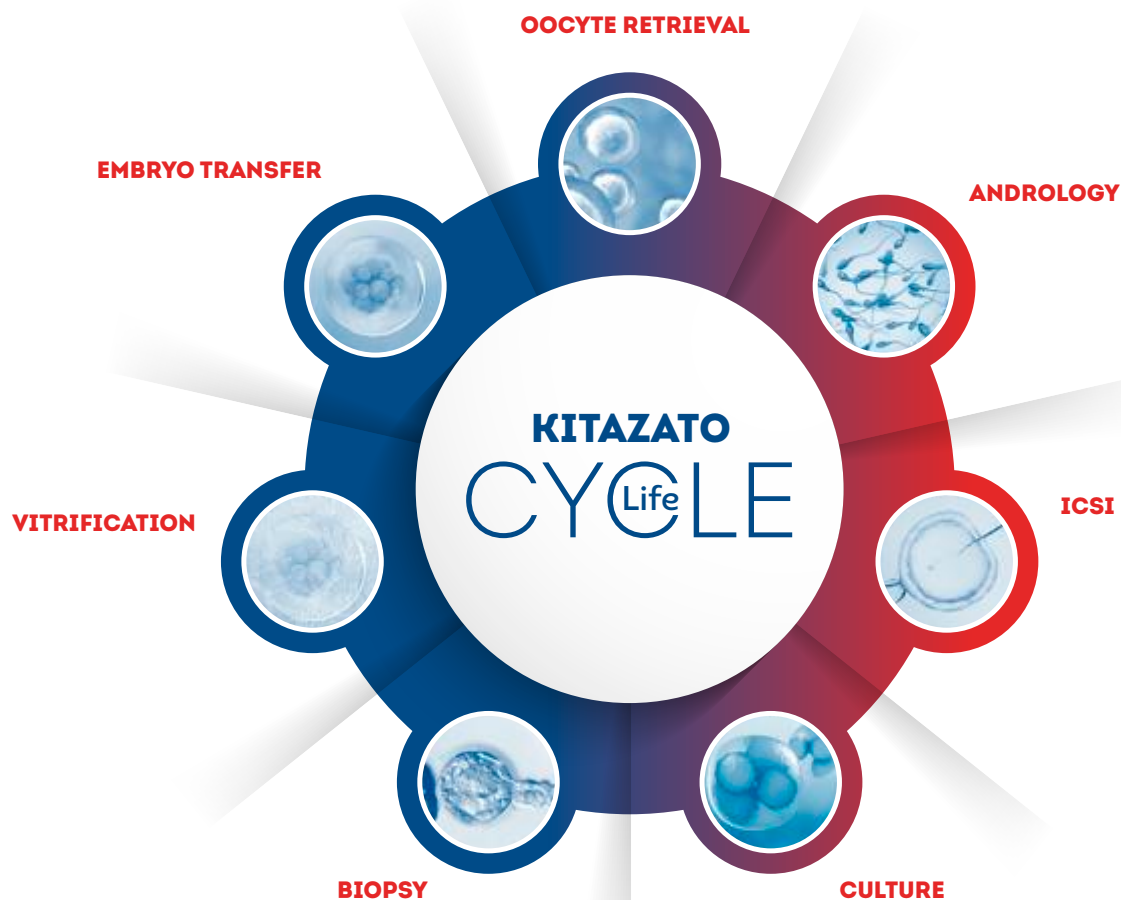 OOCYTE RETRIEVAL
EMBRYO TRANSFER
ANDROLOGY
KITAZATO
CYCLE
Life
VITRIFICATION
ICSI
BIOPSY
CULTURE